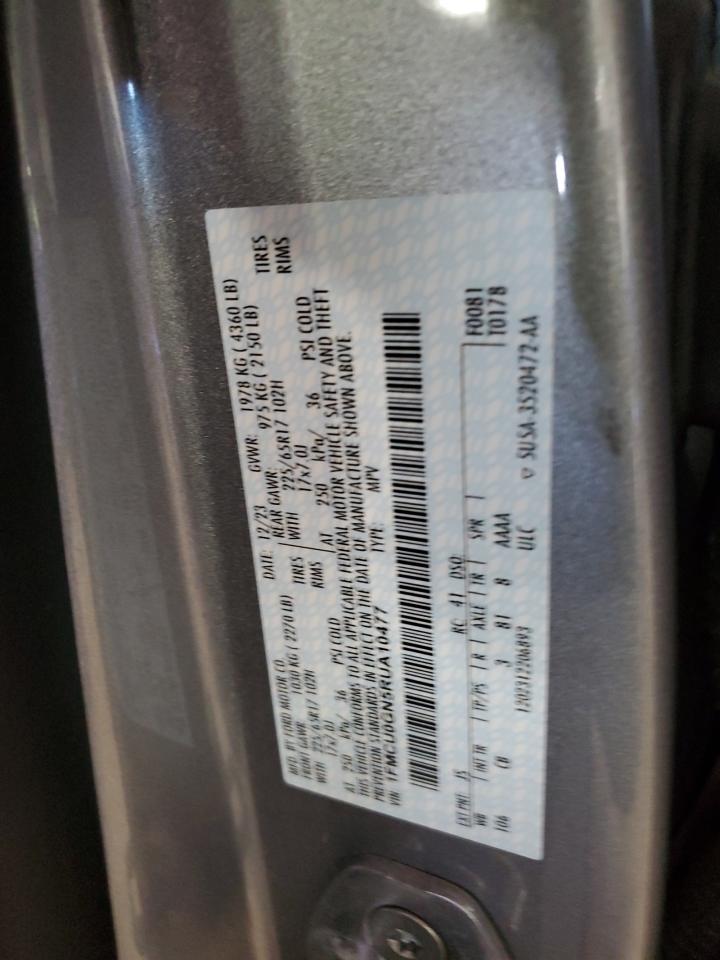 MFD. BY FORD MOTOR CO. DATE: 12/23 GVWR: 1978 KG ( 4360 LB)
FRONT GAWR: 1030 KG ( 2270 LB) REAR GAWR: 975 KG ( 2150 LB)
WITH 225/65R17 102H TIRES WITH 225/65R17 102H TIRES
17x7.0J RIMS 17x7.0J RIMS
AT 250 kPa/ 36 PSI COLD AT 250 kPa/ 36 PSI COLD
THIS VEHICLE CONFORMS TO ALL APPLICABLE FEDERAL MOTOR VEHICLE SAFETY AND THEFT
PREVENTION STANDARDS IN EFFECT ON THE DATE OF MANUFACTURE SHOWN ABOVE.
VIN: 1FMCU0GN5RUA10477 TYPE: MPV
EXT PNT: JS RC: 41 DSO: F0081
WB INT TR TP/PS R AXLE TR SPR T0178
106 CB 3 81 8 AAAA
1202312206893 ULC SU5A-3520472-AA